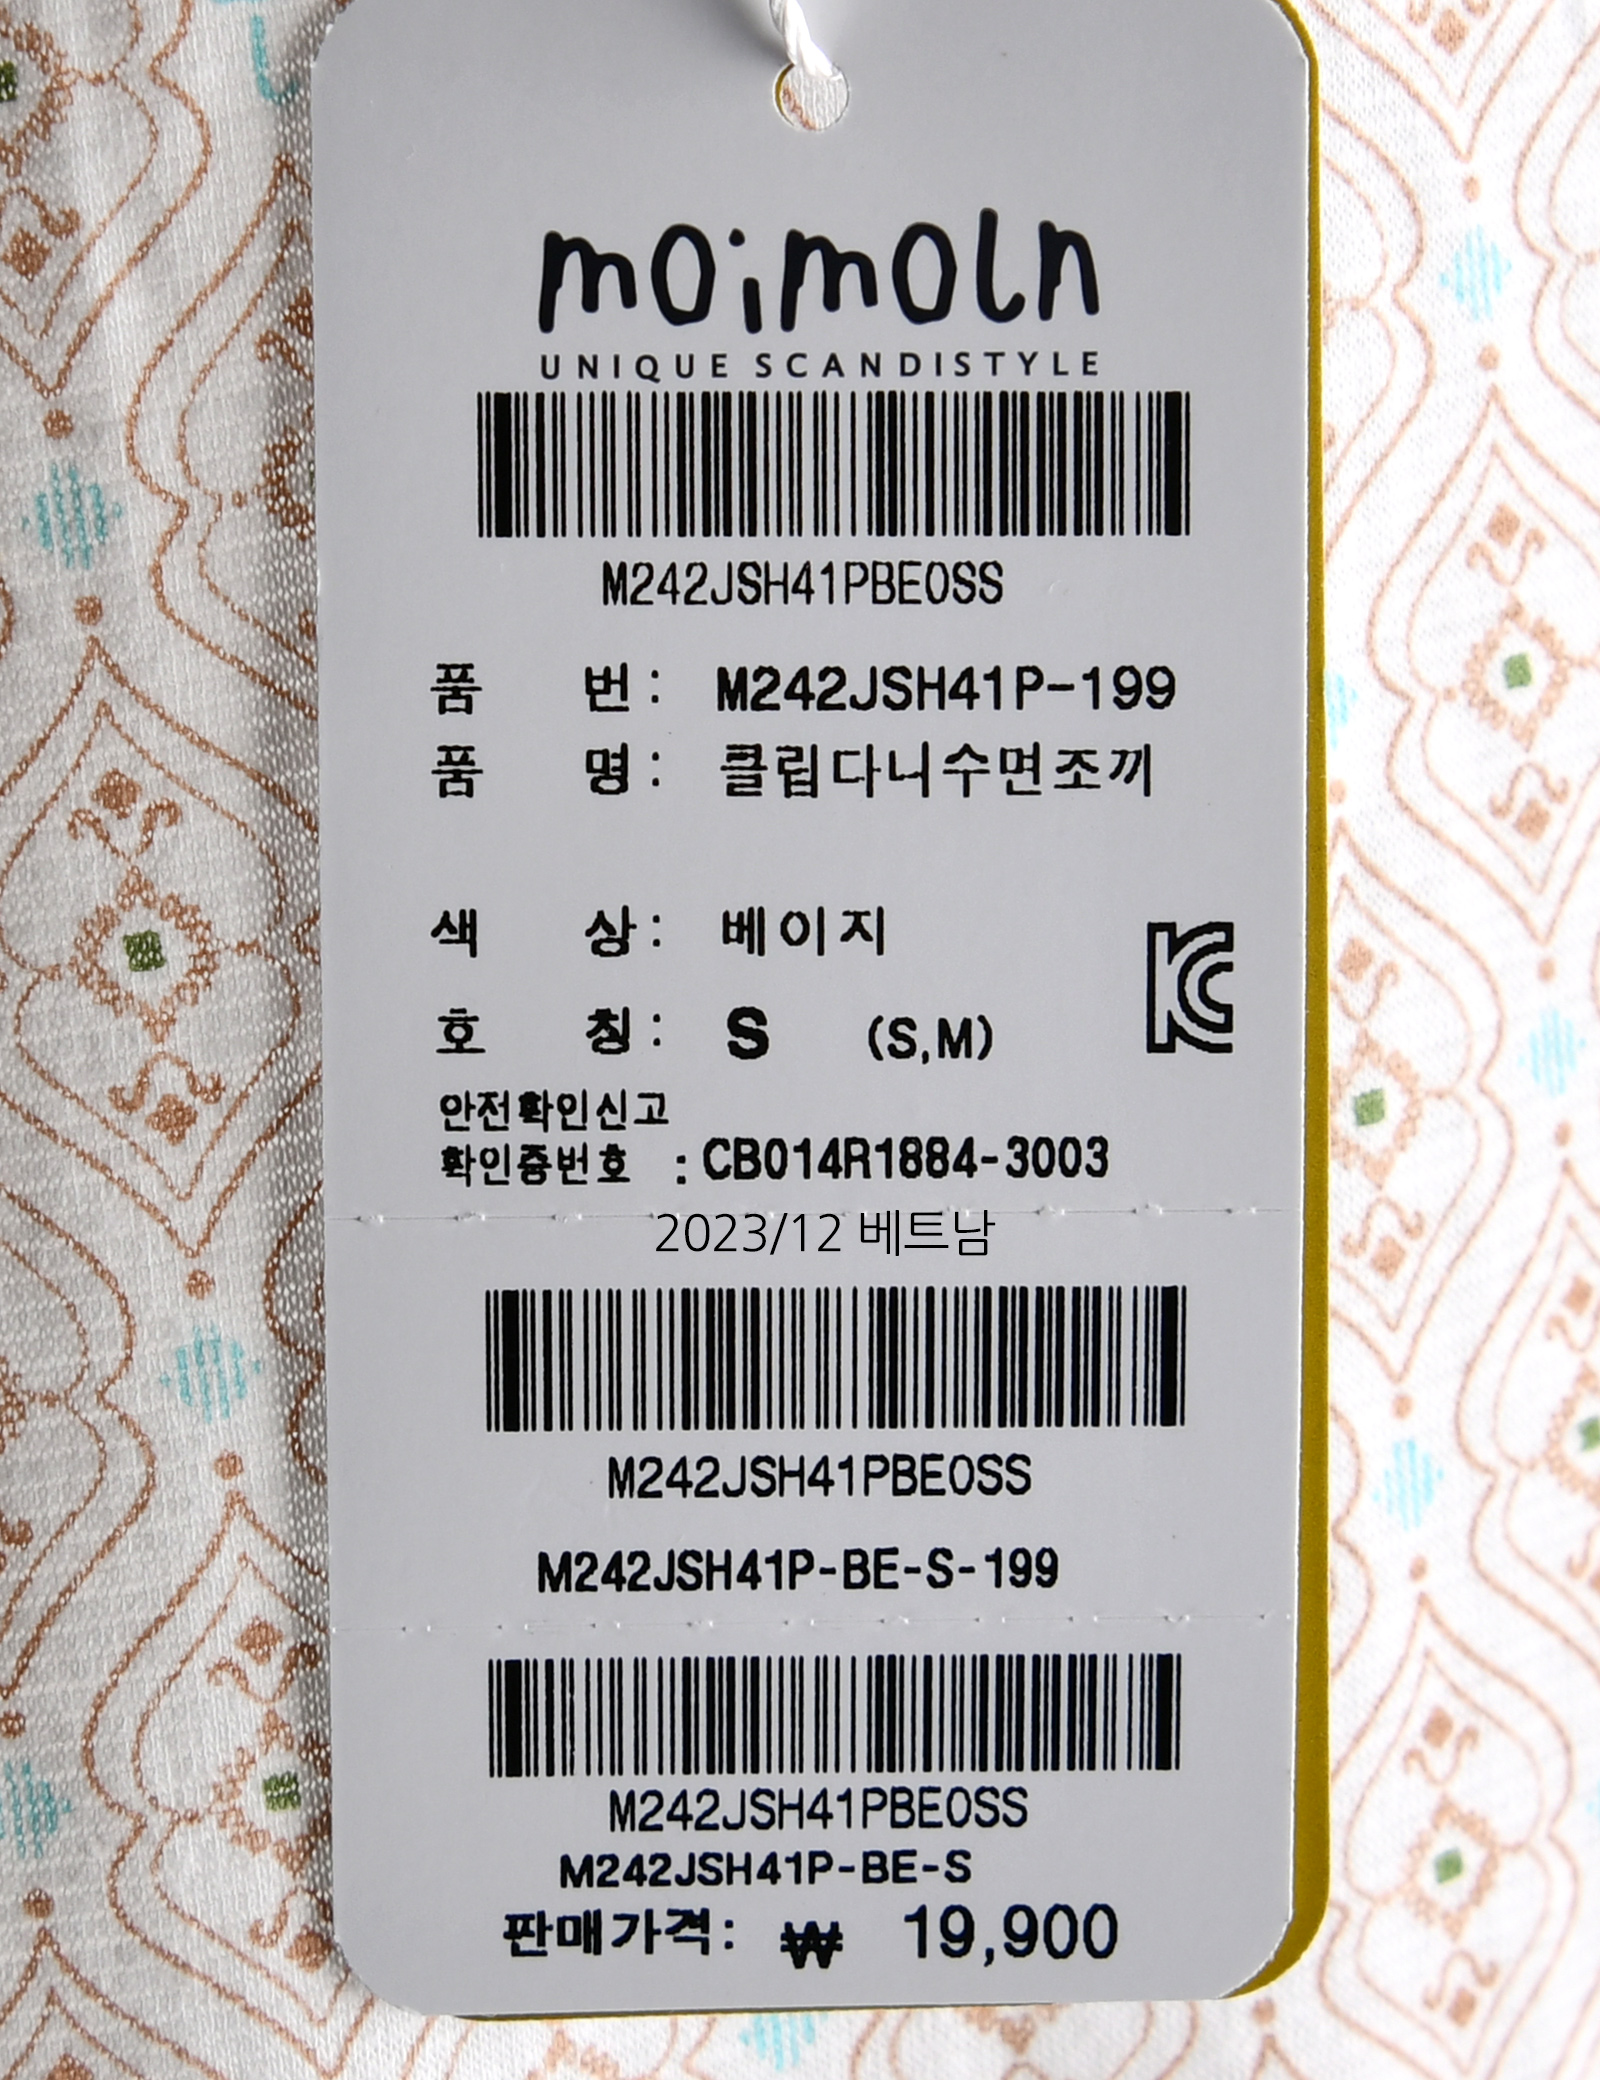 moimoln
UNIQUE SCANDISTYLE
M242JSH41PBE0SS
품 번 : M242JSH41P-199
품 명 : 클립다니수면조끼
색 상 : 베이지
호 칭 : S (S,M)
안전확인신고
확인증번호 : CB014R1884-3003
2023/12 베트남
M242JSH41PBE0SS
M242JSH41P-BE-S-199
M242JSH41PBE0SS
M242JSH41P-BE-S
판매가격: ₩ 19,900